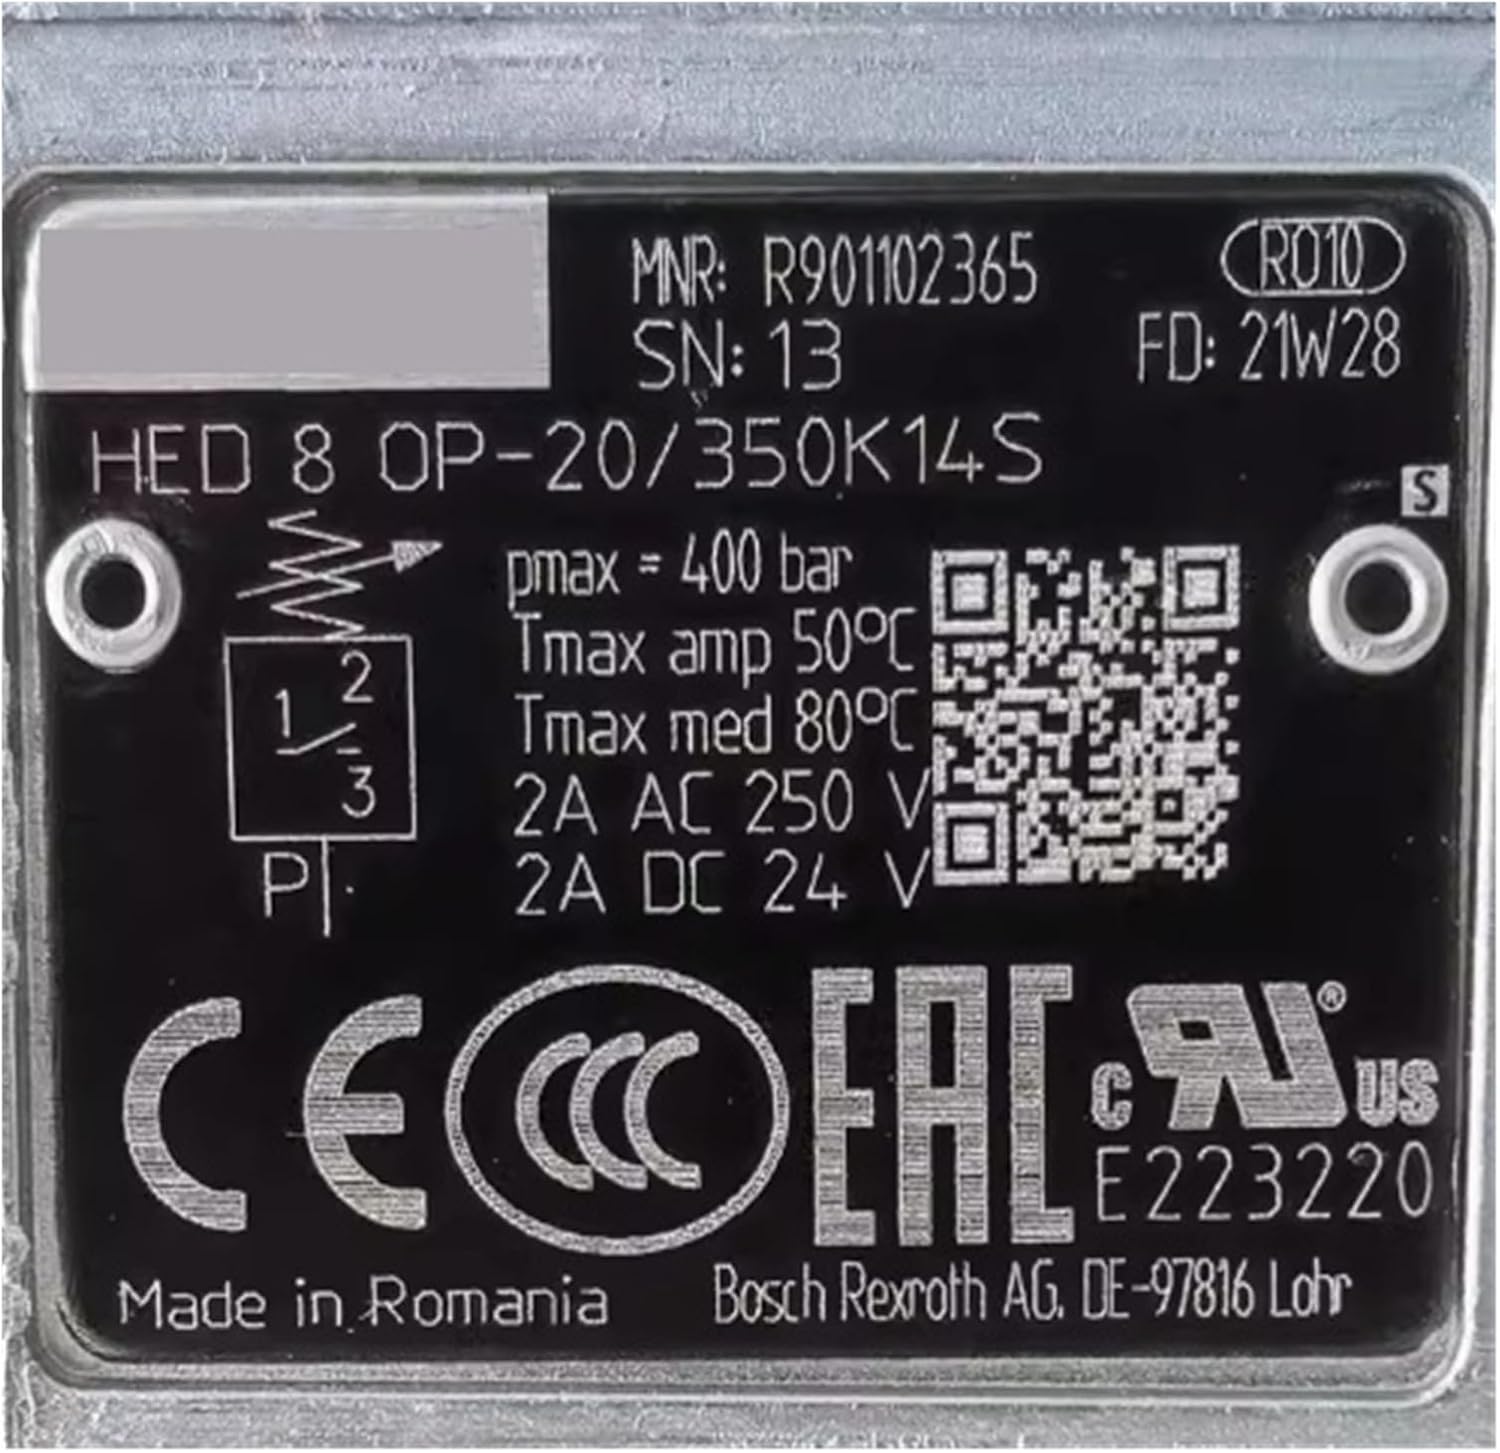 MNR: R901102365
RO10
SN: 13
FD: 21W28
HED 8 OP-20/350K14S
S
pmax = 400 bar
Tmax amp 50°C
Tmax med 80°C
2A AC 250 V
2A DC 24 V
1 2
3
P
CE CCC EAC c RU® US
E223220
Made in Romania
Bosch Rexroth AG. DE-97816 Lohr